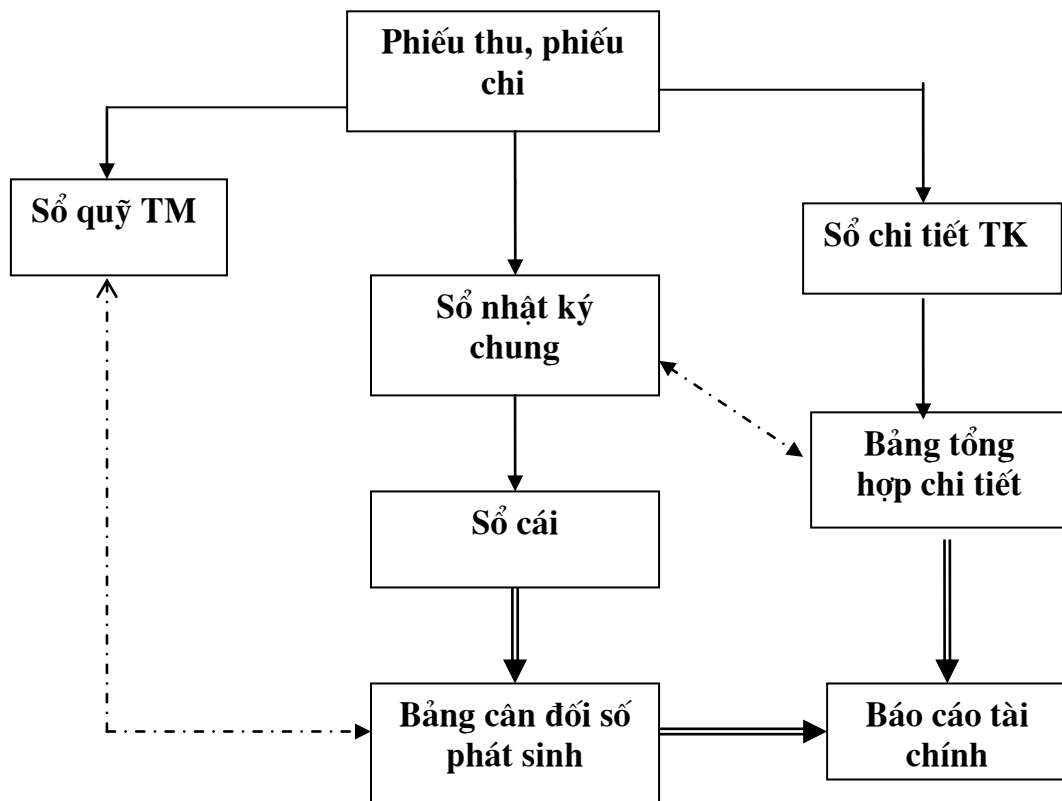 Phiếu thu, phiếu
chi
Sổ quỹ TM
Sổ chi tiết TK
Sổ nhật ký
chung
Bảng tổng
hợp chi tiết
Sổ cái
Bảng cân đối số
phát sinh
Báo cáo tài
chính